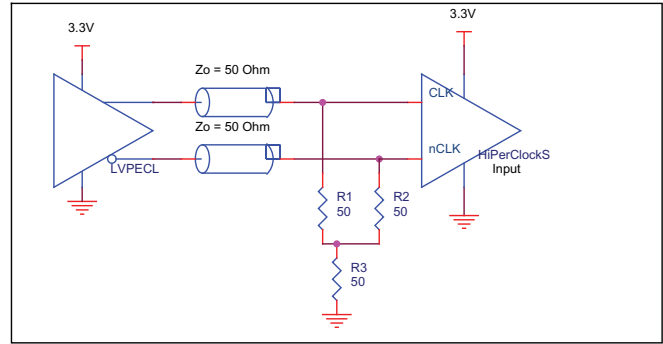 3.3V
3.3V
Zo = 50 Ohm
CLK
Zo = 50 Ohm
nCLK
LVPECL
HiPerClockS
Input
R1
50
R2
50
R3
50